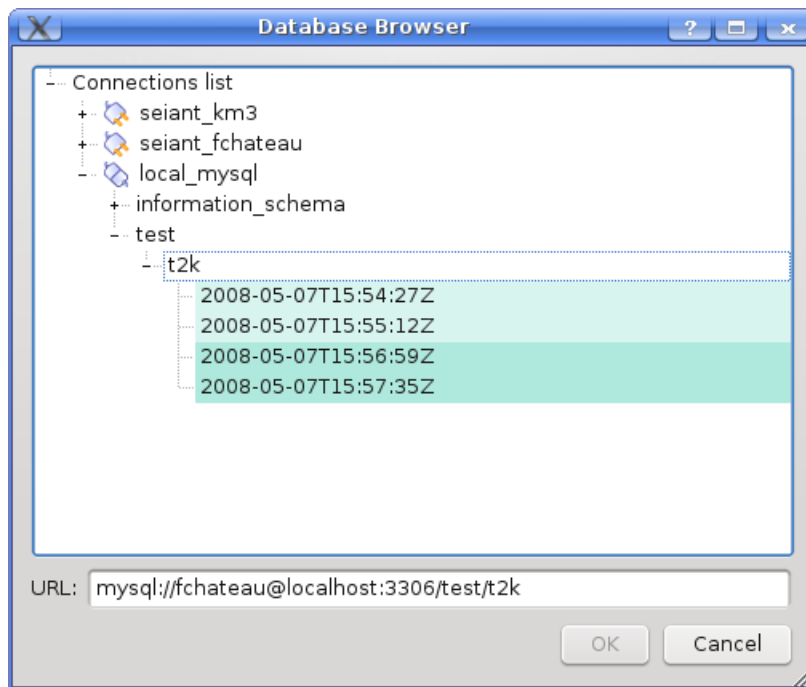 Database Browser
Connections list
seiant_km3
seiant_fchateau
local_mysql
information_schema
test
t2k
2008-05-07T15:54:27Z
2008-05-07T15:55:12Z
2008-05-07T15:56:59Z
2008-05-07T15:57:35Z
URL: mysql://fchateau@localhost:3306/test/t2k
OK Cancel